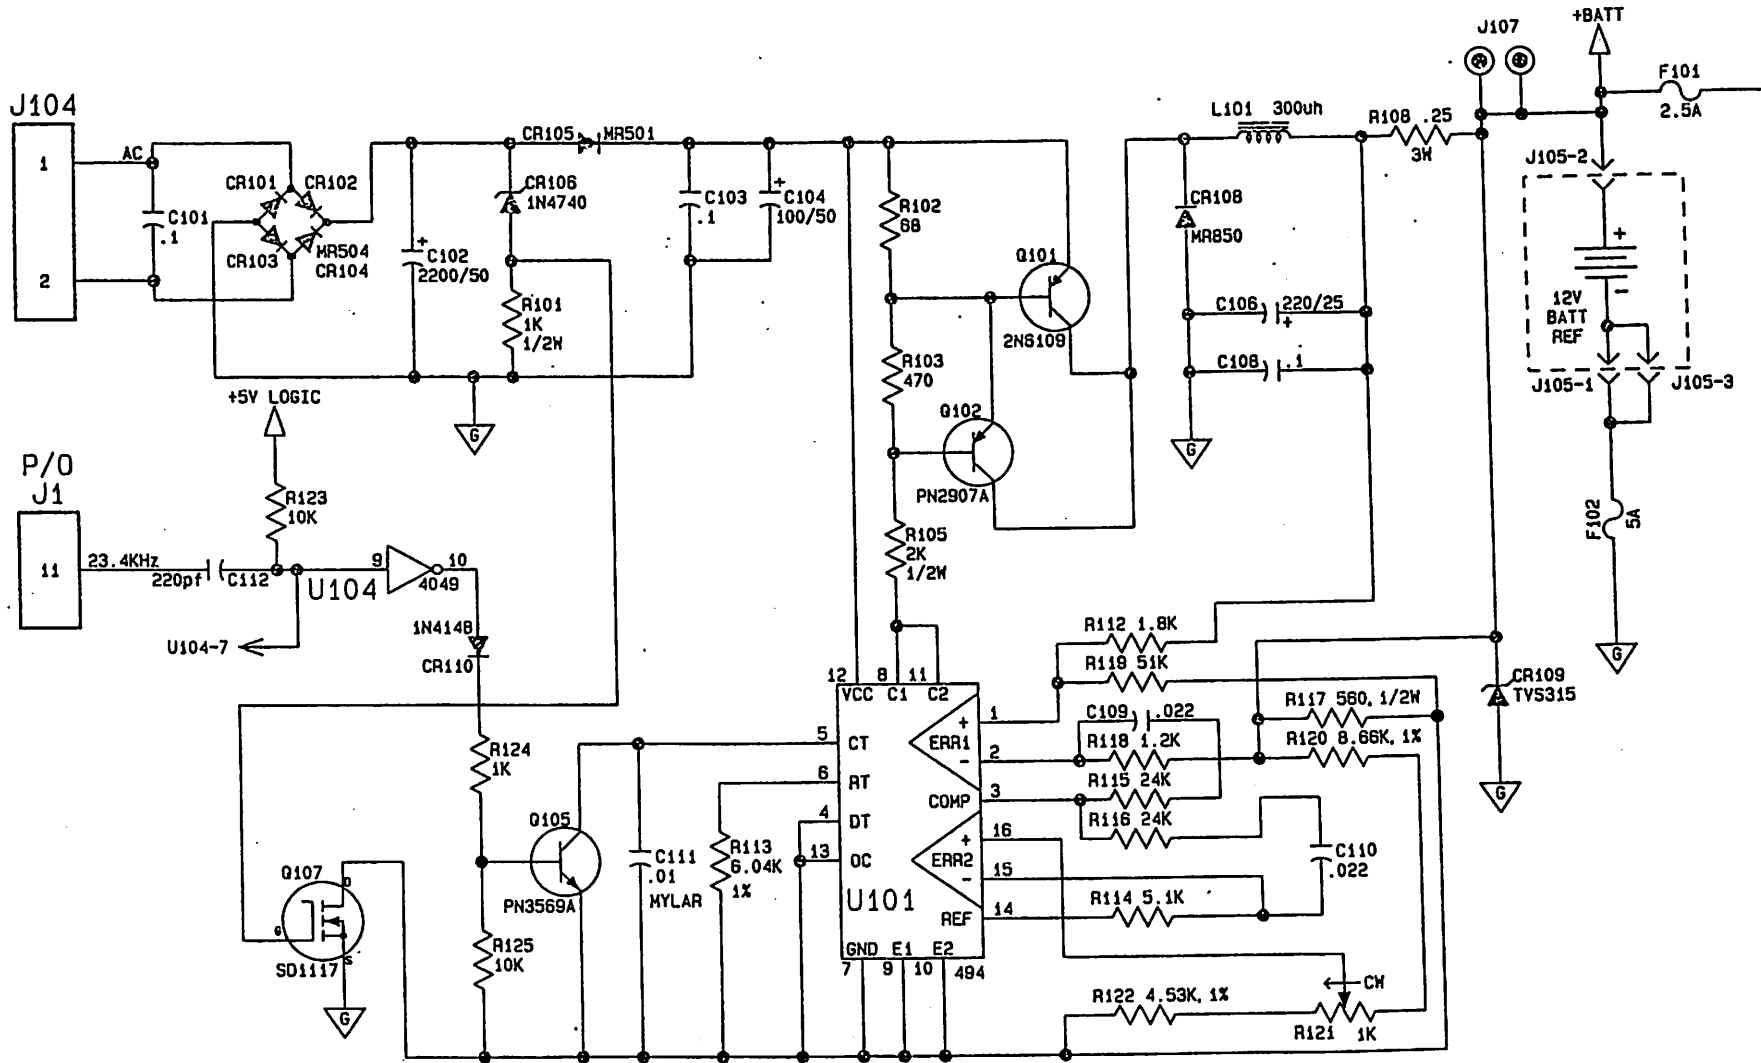 J104
1
2
AC
C101
.1
CR101
CR102
CR103
MR504
CR104
C102
2200/50
+
CR105
MR501
CR106
1N4740
R101
1K
1/2W
G
C103
.1
+
C104
100/50
R102
68
R103
470
Q101
2N6109
Q102
PN2907A
R105
2K
1/2W
L101 300uh
CR108
MR850
C106
220/25
+
C108
.1
G
R108 .25
3W
J107
+BATT
F101
2.5A
J105-2
+
-
12V
BATT
REF
J105-1
J105-3
F102
5A
G
+5V LOGIC
R123
10K
P/O
J1
11
23.4KHz
220pf
C112
U104
9
10
4049
U104-7
1N4148
CR110
R124
1K
R125
10K
Q105
PN3569A
Q107
D
G
S
SD1117
G
C111
.01
MYLAR
R113
6.04K
1%
12
8
11
VCC
C1
C2
5
CT
6
RT
4
DT
13
OC
U101
+
ERR1
-
COMP
+
ERR2
-
REF
GND
E1
E2
7
9
10
494
1
2
3
16
15
14
R112 1.8K
R119 51K
C109
.022
R118 1.2K
R115 24K
R116 24K
R114 5.1K
C110
.022
R117 560, 1/2W
R120 8.66K, 1%
CR109
TVS315
G
R122 4.53K, 1%
CW
R121
1K